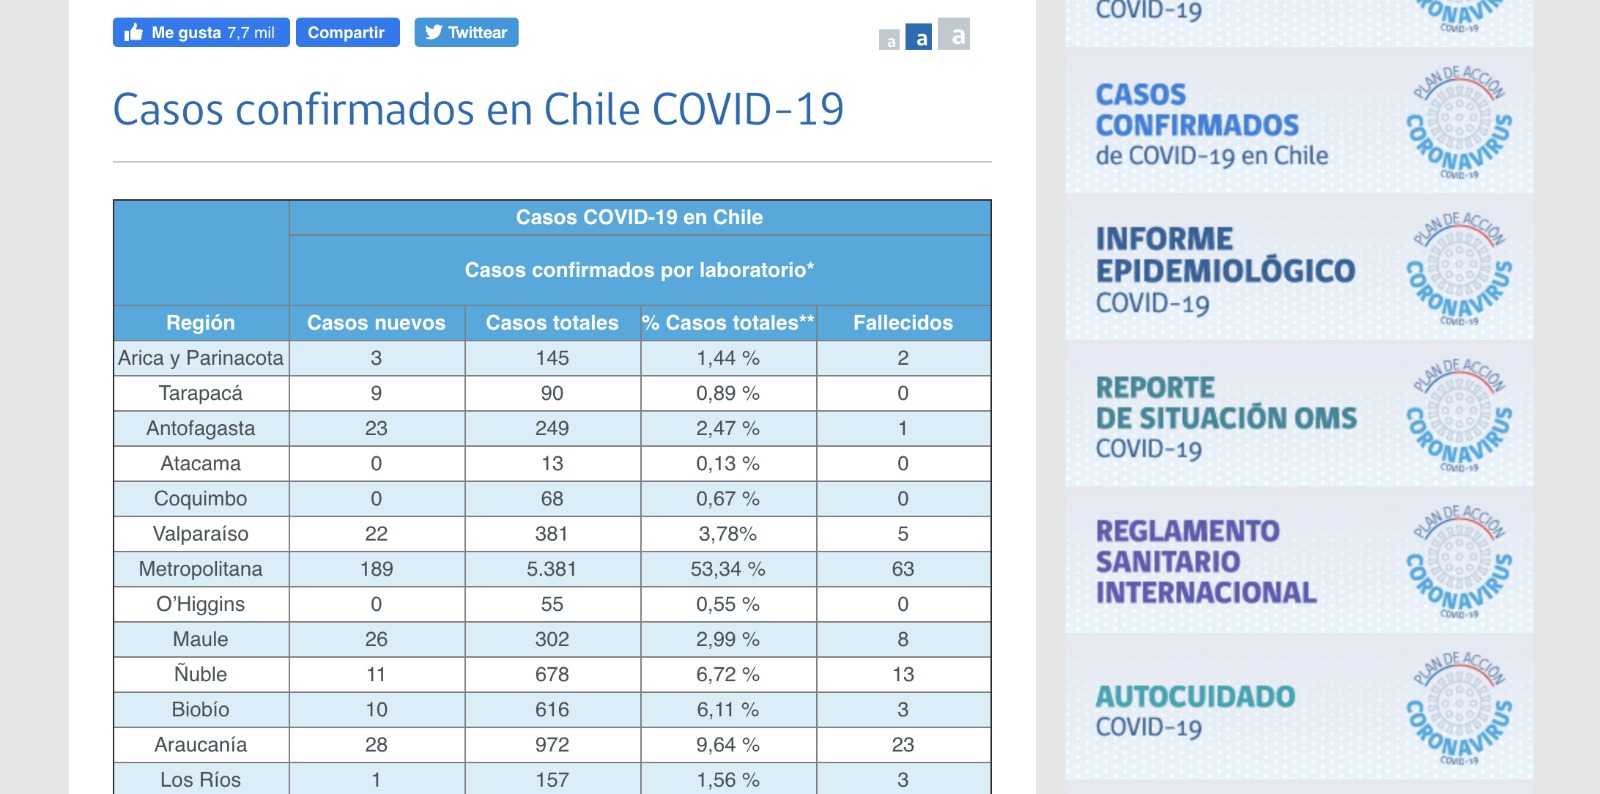 Me gusta 7,7 mil Compartir Twittear a a a
Casos confirmados en Chile COVID-19
Casos COVID-19 en Chile
Casos confirmados por laboratorio*
Región Casos nuevos Casos totales % Casos totales** Fallecidos
Arica y Parinacota 3 145 1,44 % 2
Tarapacá 9 90 0,89 % 0
Antofagasta 23 249 2,47 % 1
Atacama 0 13 0,13 % 0
Coquimbo 0 68 0,67 % 0
Valparaíso 22 381 3,78% 5
Metropolitana 189 5.381 53,34 % 63
O’Higgins 0 55 0,55 % 0
Maule 26 302 2,99 % 8
Ñuble 11 678 6,72 % 13
Biobío 10 616 6,11 % 3
Araucanía 28 972 9,64 % 23
Los Ríos 1 157 1,56 % 3
COVID-19
CORONAVIRUS
COVID-19
CASOS
CONFIRMADOS
de COVID-19 en Chile
PLAN DE ACCIÓN
CORONAVIRUS
COVID-19
INFORME
EPIDEMIOLÓGICO
COVID-19
PLAN DE ACCIÓN
CORONAVIRUS
COVID-19
REPORTE
DE SITUACIÓN OMS
COVID-19
PLAN DE ACCIÓN
CORONAVIRUS
COVID-19
REGLAMENTO
SANITARIO
INTERNACIONAL
PLAN DE ACCIÓN
CORONAVIRUS
COVID-19
AUTOCUIDADO
COVID-19
PLAN DE ACCIÓN
CORONAVIRUS
COVID-19